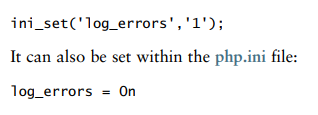 ini_set('log_errors','1');
It can also be set within the php.ini file:
log_errors = On